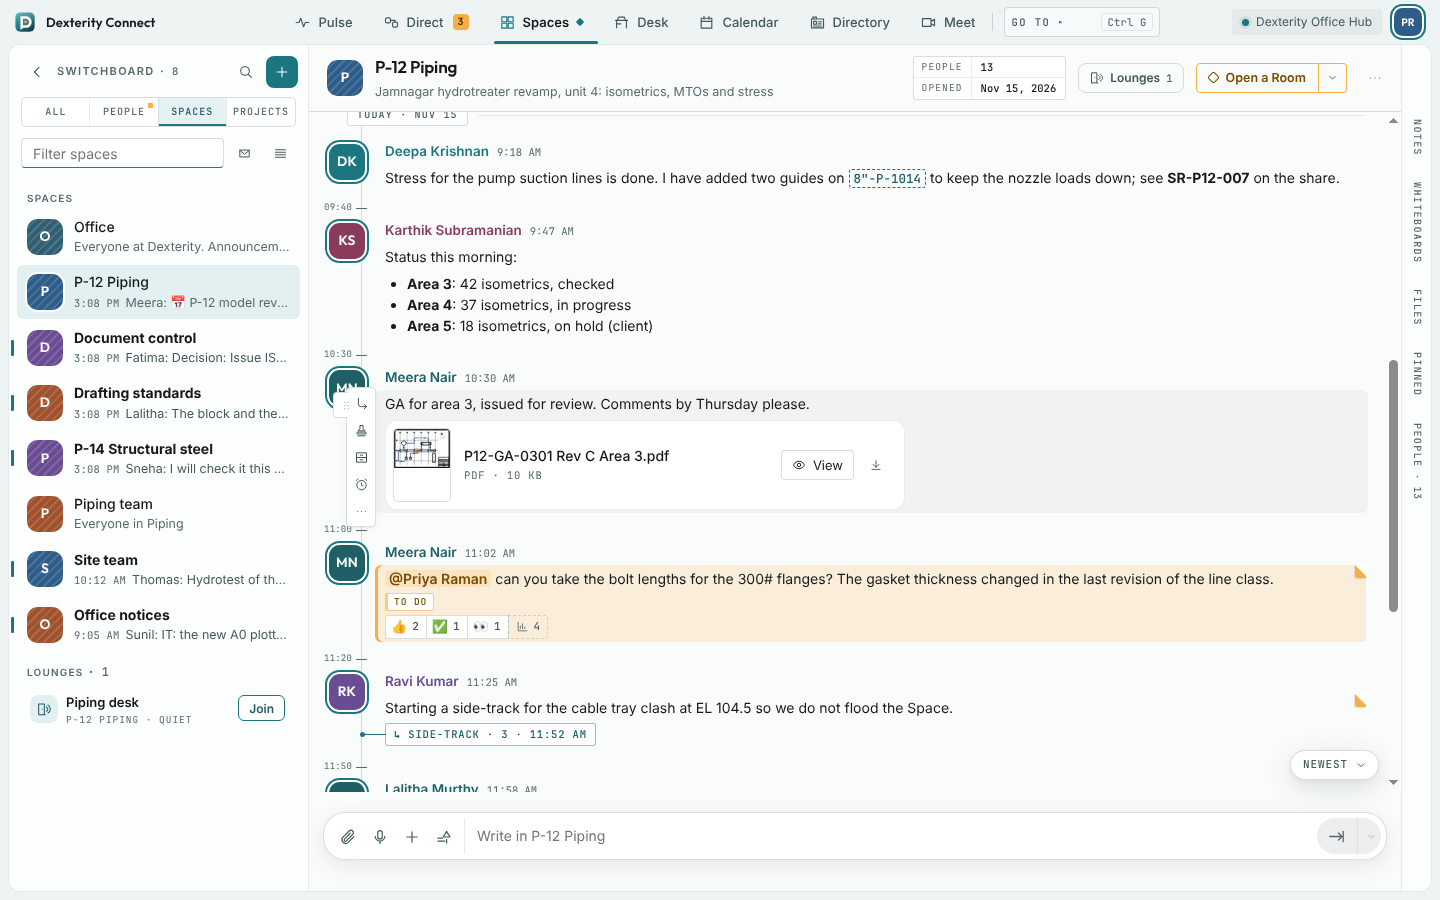 Dexterity Connect
Pulse
Direct 3
Spaces
Desk
Calendar
Directory
Meet
GO TO
Ctrl G
Dexterity Office Hub
PR
SWITCHBOARD · 8
ALL
PEOPLE
SPACES
PROJECTS
Filter spaces
SPACES
O
Office
Everyone at Dexterity. Announcem…
P
P-12 Piping
3:08 PM Meera: 📅 P-12 model rev…
D
Document control
3:08 PM Fatima: Decision: Issue IS…
D
Drafting standards
3:08 PM Lalitha: The block and the…
P
P-14 Structural steel
3:08 PM Sneha: I will check it this …
P
Piping team
Everyone in Piping
S
Site team
10:12 AM Thomas: Hydrotest of th…
O
Office notices
9:05 AM Sunil: IT: the new A0 plott…
LOUNGES · 1
Piping desk
P-12 PIPING · QUIET
Join
P
P-12 Piping
Jamnagar hydrotreater revamp, unit 4: isometrics, MTOs and stress
PEOPLE 13
OPENED Nov 15, 2026
Lounges 1
Open a Room
TODAY · NOV 15
DK
Deepa Krishnan 9:18 AM
Stress for the pump suction lines is done. I have added two guides on 8"-P-1014 to keep the nozzle loads down; see SR-P12-007 on the share.
09:40
KS
Karthik Subramanian 9:47 AM
Status this morning:
• Area 3: 42 isometrics, checked
• Area 4: 37 isometrics, in progress
• Area 5: 18 isometrics, on hold (client)
10:30
MN
Meera Nair 10:30 AM
GA for area 3, issued for review. Comments by Thursday please.
P12-GA-0301 Rev C Area 3.pdf
PDF · 10 KB
View
11:00
MN
Meera Nair 11:02 AM
@Priya Raman can you take the bolt lengths for the 300# flanges? The gasket thickness changed in the last revision of the line class.
TO DO
👍 2 ✅ 1 👀 1 4
11:20
RK
Ravi Kumar 11:25 AM
Starting a side-track for the cable tray clash at EL 104.5 so we do not flood the Space.
↳ SIDE-TRACK · 3 · 11:52 AM
11:50
Lalitha Murthy 11:58 AM
NEWEST
Write in P-12 Piping
NOTES
WHITEBOARDS
FILES
PINNED
PEOPLE · 13